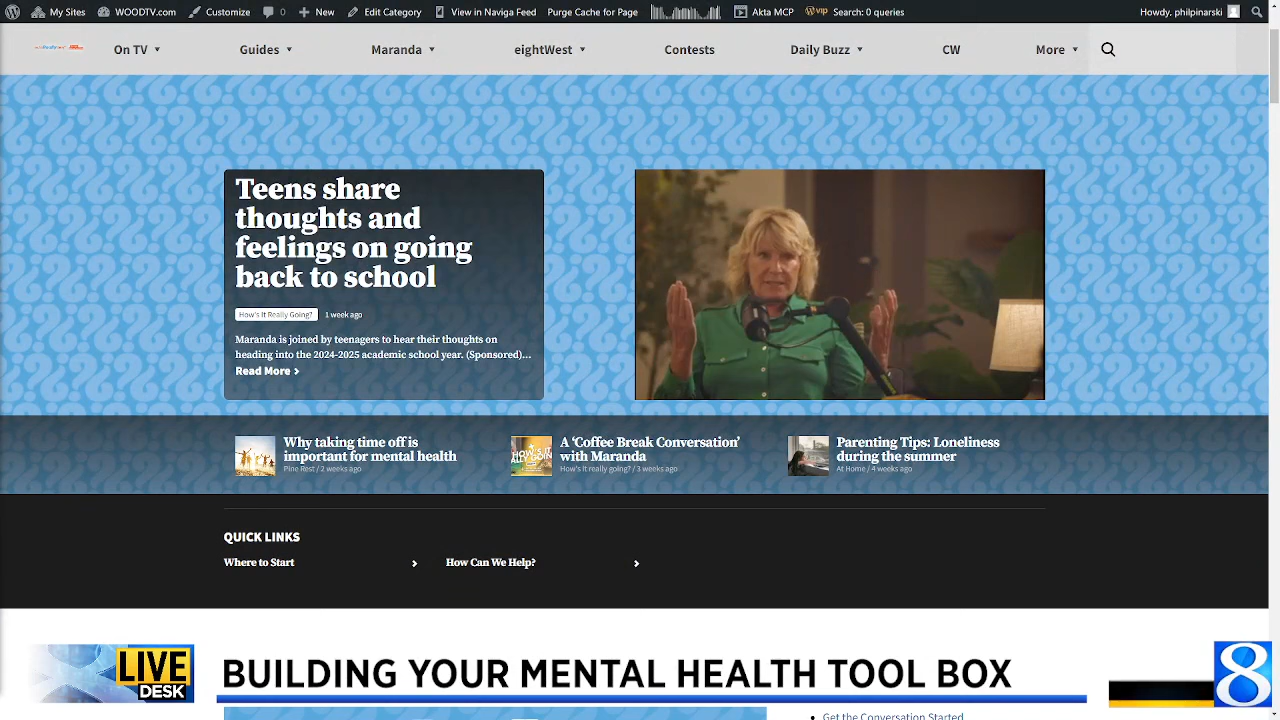 My Sites
WOODTV.com
Customize
0
New
Edit Category
View in Naviga Feed
Purge Cache for Page
Akta MCP
vip
Search: 0 queries
Howdy, philpinarski
On TV
Guides
Maranda
eightWest
Contests
Daily Buzz
CW
More
Teens share
thoughts and
feelings on going
back to school
How's It Really Going?
1 week ago
Maranda is joined by teenagers to hear their thoughts on
heading into the 2024-2025 academic school year. (Sponsored)...
Read More
Why taking time off is
important for mental health
Pine Rest / 2 weeks ago
A ‘Coffee Break Conversation’
with Maranda
How's It really going? / 3 weeks ago
Parenting Tips: Loneliness
during the summer
At Home / 4 weeks ago
QUICK LINKS
Where to Start
How Can We Help?
LIVE
DESK
BUILDING YOUR MENTAL HEALTH TOOL BOX
8
Get the Conversation Started